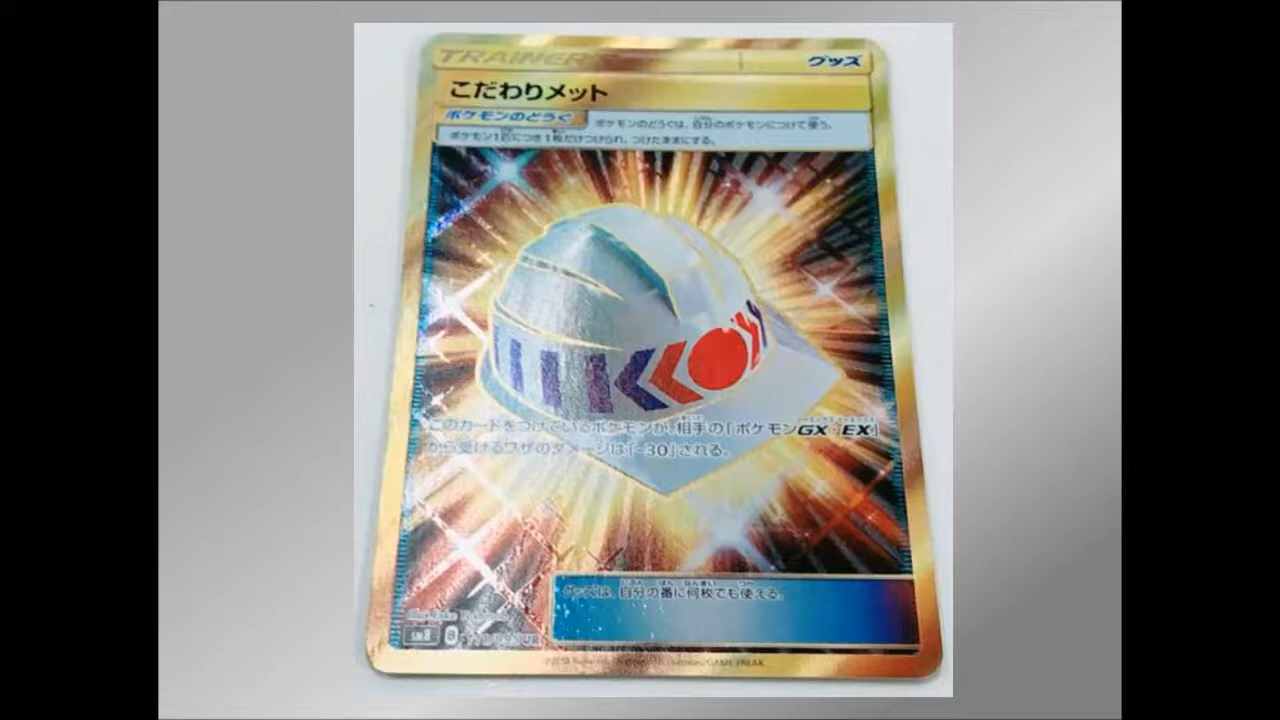 TRAINER
グッズ
こだわりメット
ポケモンのどうぐ
ポケモンのどうぐは、自分のポケモンにつけて使う。
ポケモン1匹につき1枚だけつけられ、つけたままにする。
このカードをつけているポケモンが、相手の「ポケモンGX・EX」
から受けるワザのダメージは「-30」される。
グッズは、自分の番に何枚でも使える。
sm8 UR
GAME FREAK